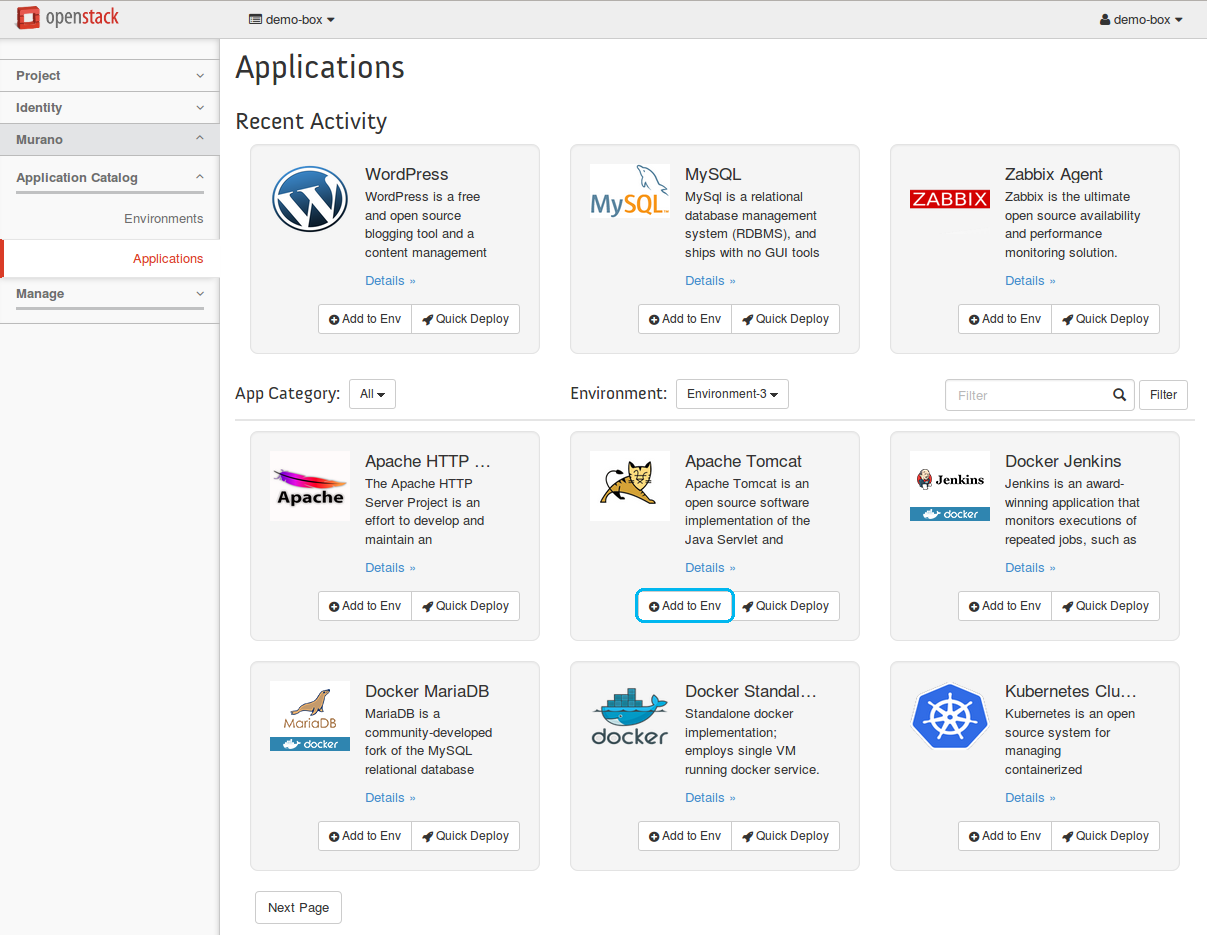 openstack
demo-box
demo-box
Project
Identity
Murano
Application Catalog
Environments
Applications
Manage
Applications
Recent Activity
WordPress
WordPress is a free
and open source
blogging tool and a
content management
Details »
Add to Env
Quick Deploy
MySQL
MySQL
MySql is a relational
database management
system (RDBMS), and
ships with no GUI tools
Details »
Add to Env
Quick Deploy
ZABBIX
Zabbix Agent
Zabbix is the ultimate
open source availability
and performance
monitoring solution.
Details »
Add to Env
Quick Deploy
App Category:
All
Environment:
Environment-3
Filter
Filter
Apache
Apache HTTP …
The Apache HTTP
Server Project is an
effort to develop and
maintain an
Details »
Add to Env
Quick Deploy
Apache Tomcat
Apache Tomcat is an
open source software
implementation of the
Java Servlet and
Details »
Add to Env
Quick Deploy
Jenkins
docker
Docker Jenkins
Jenkins is an award-
winning application that
monitors executions of
repeated jobs, such as
Details »
Add to Env
Quick Deploy
MariaDB
docker
Docker MariaDB
MariaDB is a
community-developed
fork of the MySQL
relational database
Details »
Add to Env
Quick Deploy
docker
Docker Standal…
Standalone docker
implementation;
employs single VM
running docker service.
Details »
Add to Env
Quick Deploy
Kubernetes Clu…
Kubernetes is an open
source system for
managing
containerized
Details »
Add to Env
Quick Deploy
Next Page